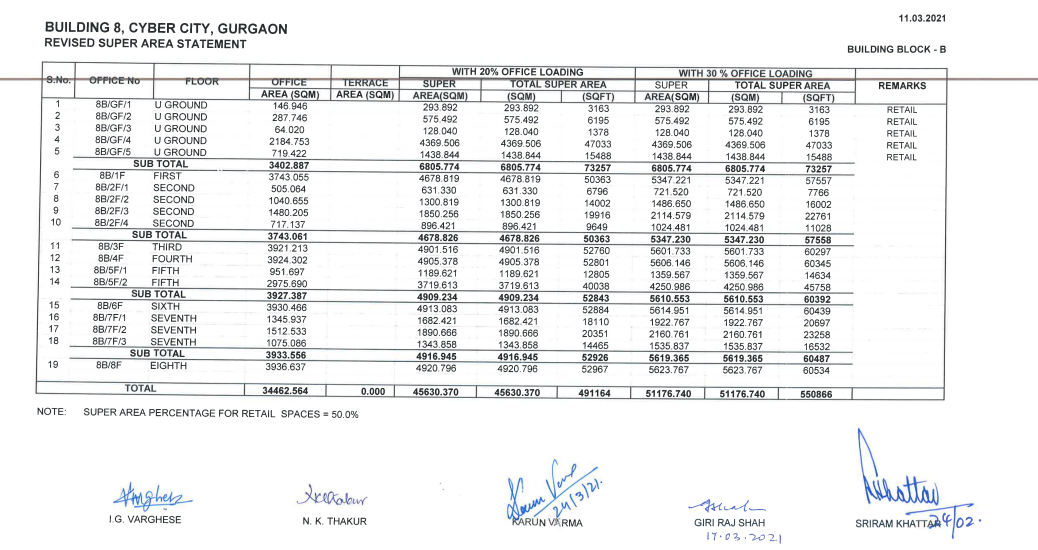 11.03.2021
BUILDING 8, CYBER CITY, GURGAON
REVISED SUPER AREA STATEMENT
BUILDING BLOCK - B
WITH 20% OFFICE LOADING WITH 30 % OFFICE LOADING
S.No. OFFICE No FLOOR OFFICE TERRACE SUPER TOTAL SUPER AREA SUPER TOTAL SUPER AREA REMARKS
AREA (SQM) AREA (SQM) AREA(SQM) (SQM) (SQFT) AREA(SQM) (SQM) (SQFT)
1 8B/GF/1 U GROUND 146.946 293.892 293.892 3163 293.892 293.892 3163 RETAIL
2 8B/GF/2 U GROUND 287.746 575.492 575.492 6195 575.492 575.492 6195 RETAIL
3 8B/GF/3 U GROUND 64.020 128.040 128.040 1378 128.040 128.040 1378 RETAIL
4 8B/GF/4 U GROUND 2184.753 4369.506 4369.506 47033 4369.506 4369.506 47033 RETAIL
5 8B/GF/5 U GROUND 719.422 1438.844 1438.844 15488 1438.844 1438.844 15488 RETAIL
SUB TOTAL 3402.887 6805.774 6805.774 73257 6805.774 6805.774 73257
6 8B/1F FIRST 3743.055 4678.819 4678.819 50363 5347.221 5347.221 57557
7 8B/2F/1 SECOND 505.064 631.330 631.330 6796 721.520 721.520 7766
8 8B/2F/2 SECOND 1040.655 1300.819 1300.819 14002 1486.650 1486.650 16002
9 8B/2F/3 SECOND 1480.205 1850.256 1850.256 19916 2114.579 2114.579 22761
10 8B/2F/4 SECOND 717.137 896.421 896.421 9649 1024.481 1024.481 11028
SUB TOTAL 3743.061 4678.826 4678.826 50363 5347.230 5347.230 57558
11 8B/3F THIRD 3921.213 4901.516 4901.516 52760 5601.733 5601.733 60297
12 8B/4F FOURTH 3924.302 4905.378 4905.378 52801 5606.146 5606.146 60345
13 8B/5F/1 FIFTH 951.697 1189.621 1189.621 12805 1359.567 1359.567 14634
14 8B/5F/2 FIFTH 2975.690 3719.613 3719.613 40038 4250.986 4250.986 45758
SUB TOTAL 3927.387 4909.234 4909.234 52843 5610.553 5610.553 60392
15 8B/6F SIXTH 3930.466 4913.083 4913.083 52884 5614.951 5614.951 60439
16 8B/7F/1 SEVENTH 1345.937 1682.421 1682.421 18110 1922.767 1922.767 20697
17 8B/7F/2 SEVENTH 1512.533 1890.666 1890.666 20351 2160.761 2160.761 23258
18 8B/7F/3 SEVENTH 1075.086 1343.858 1343.858 14465 1535.837 1535.837 16532
SUB TOTAL 3933.556 4916.945 4916.945 52926 5619.365 5619.365 60487
19 8B/8F EIGHTH 3936.637 4920.796 4920.796 52967 5623.767 5623.767 60534
TOTAL 34462.564 0.000 45630.370 45630.370 491164 51176.740 51176.740 550866
NOTE: SUPER AREA PERCENTAGE FOR RETAIL SPACES = 50.0%
24/3/21.
I.G. VARGHESE N. K. THAKUR KARUN VARMA GIRI RAJ SHAH SRIRAM KHATTAR 24/02.
17.03.2021